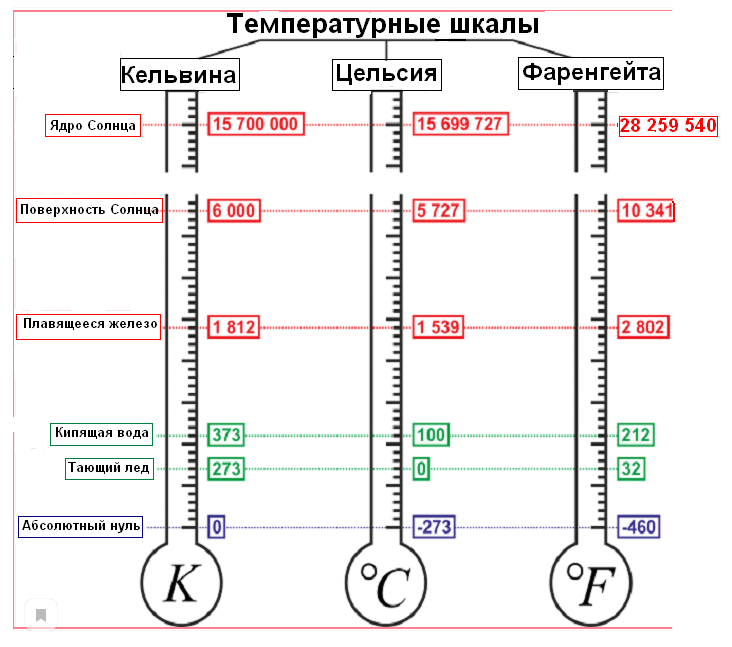 Температурные шкалы
Кельвина Цельсия Фаренгейта
Ядро Солнца 15 700 000 15 699 727 28 259 540
Поверхность Солнца 6 000 5 727 10 341
Плавящееся железо 1 812 1 539 2 802
Кипящая вода 373 100 212
Тающий лед 273 0 32
Абсолютный нуль 0 -273 -460
K °C °F